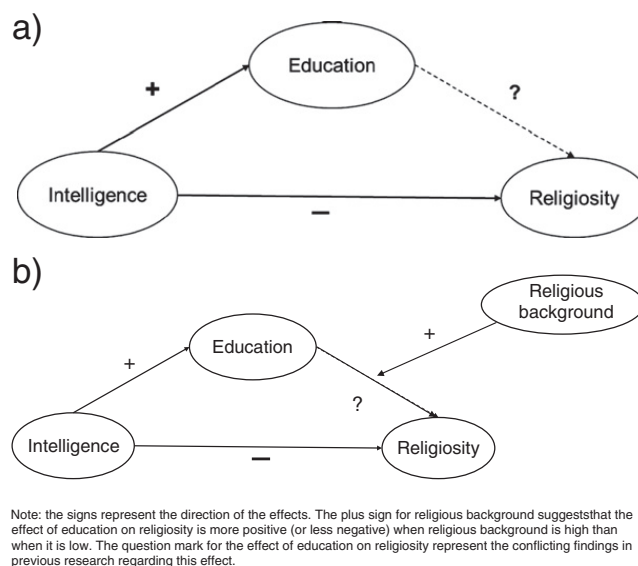 a)
Education
+
?
Intelligence
Religiosity
−
b)
Religious
background
Education
+
+
?
Intelligence
Religiosity
−
Note: the signs represent the direction of the effects. The plus sign for religious background suggeststhat the
effect of education on religiosity is more positive (or less negative) when religious background is high than
when it is low. The question mark for the effect of education on religiosity represent the conflicting findings in
previous research regarding this effect.